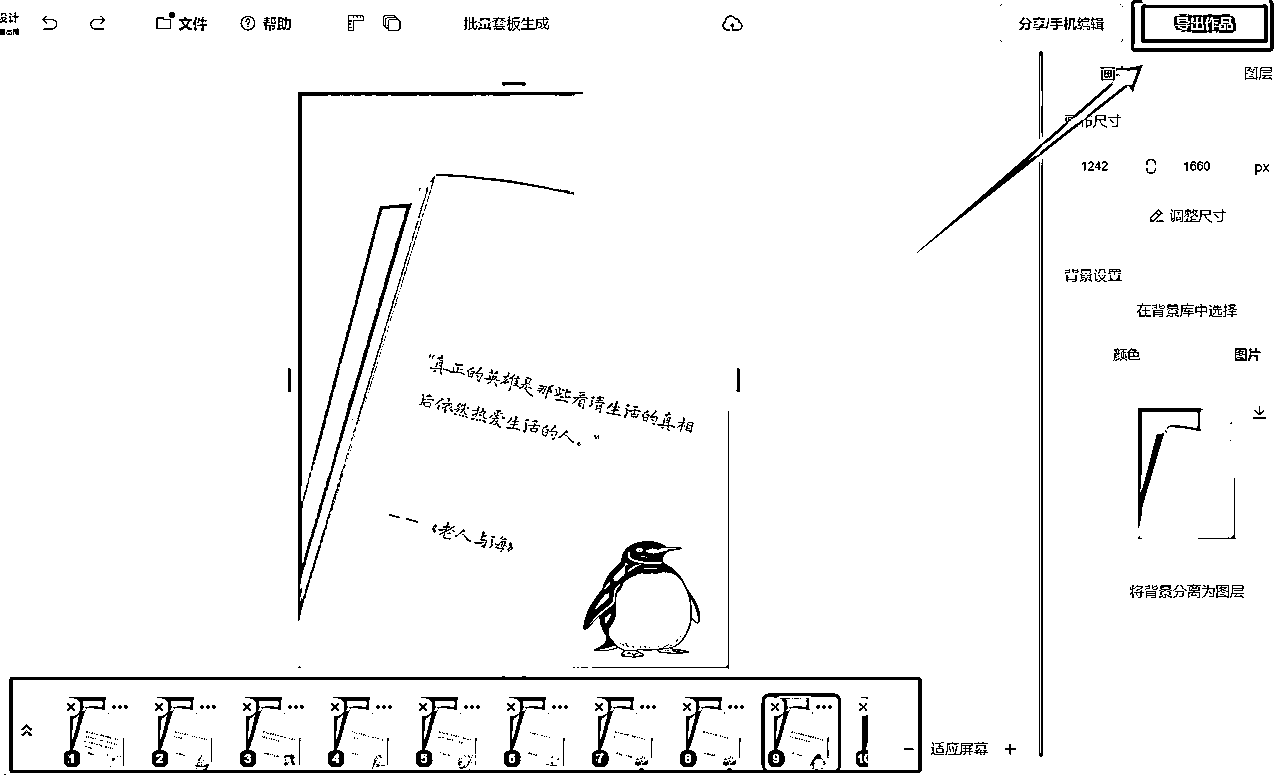 设计
文件
帮助
批量套板生成
分享/手机编辑
导出作品
图层
画布尺寸
1242
1660
px
调整尺寸
背景设置
在背景库中选择
颜色
图片
将背景分离为图层
"真正的英雄是那些看清生活的真相
后依然热爱生活的人。"
——《老人与海》
1
2
3
4
5
6
7
8
9
10
适应屏幕